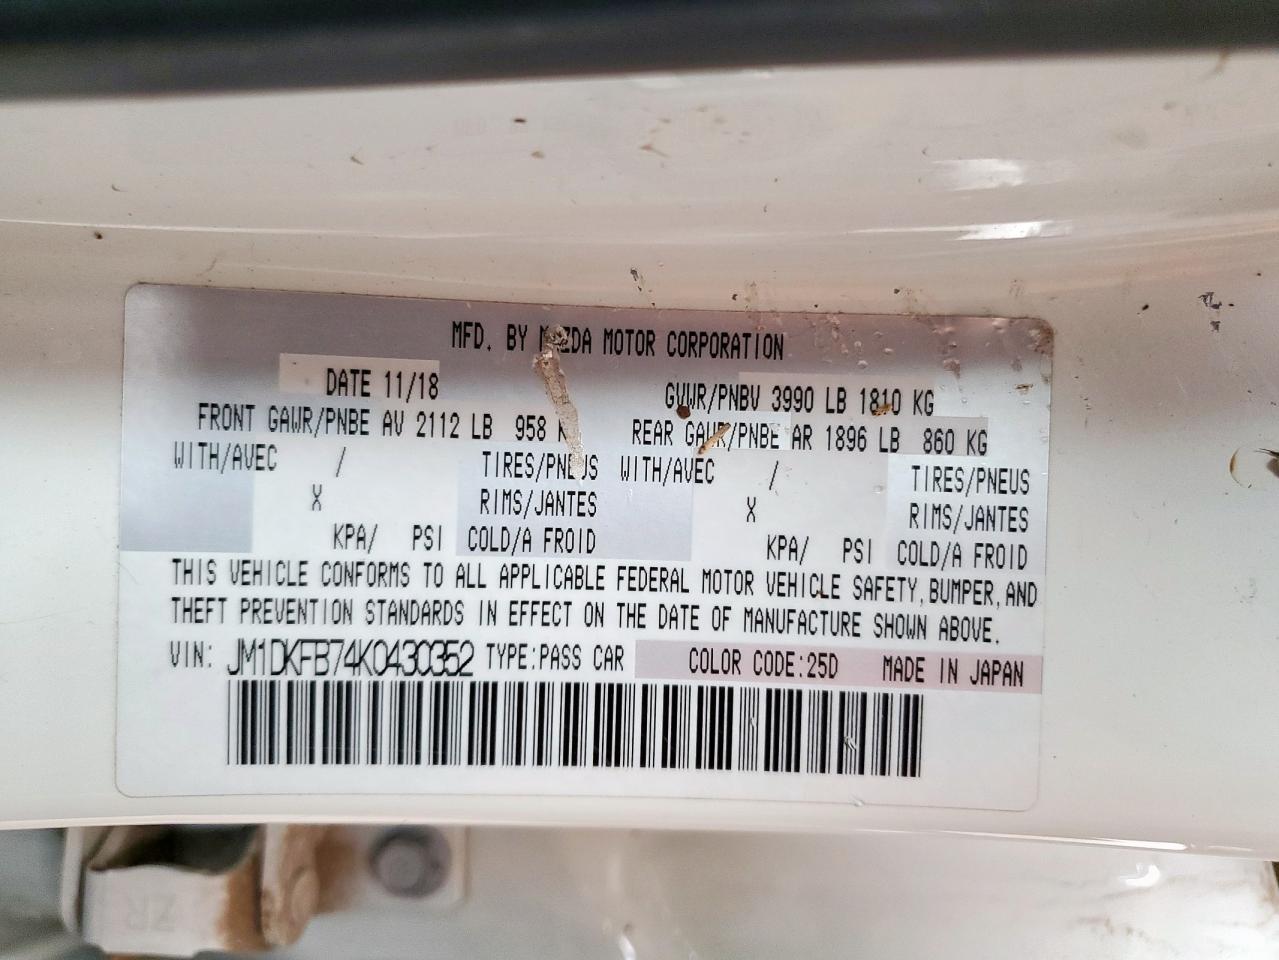 MFD. BY MAZDA MOTOR CORPORATION
DATE 11/18 GVWR/PNBV 3990 LB 1810 KG
FRONT GAWR/PNBE AV 2112 LB 958 REAR GAWR/PNBE AR 1896 LB 860 KG
WITH/AVEC / TIRES/PNEUS WITH/AVEC / TIRES/PNEUS
X RIMS/JANTES X RIMS/JANTES
KPA/ PSI COLD/A FROID KPA/ PSI COLD/A FROID
THIS VEHICLE CONFORMS TO ALL APPLICABLE FEDERAL MOTOR VEHICLE SAFETY, BUMPER, AND
THEFT PREVENTION STANDARDS IN EFFECT ON THE DATE OF MANUFACTURE SHOWN ABOVE.
VIN: JM1DKFB74K0430352 TYPE:PASS CAR COLOR CODE:25D MADE IN JAPAN